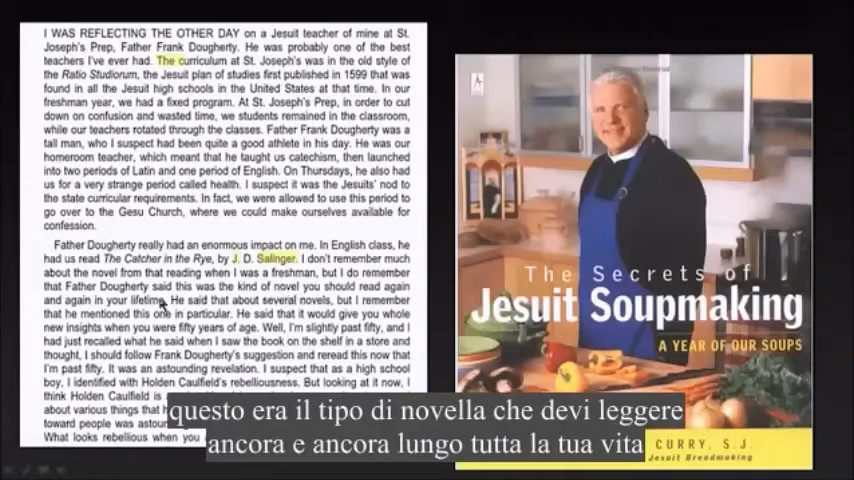 I WAS REFLECTING THE OTHER DAY on a Jesuit teacher of mine at St.
Joseph's Prep, Father Frank Dougherty. He was probably one of the best
teachers I've ever had. The curriculum at St. Joseph's was in the old style of
the Ratio Studiorum, the Jesuit plan of studies first published in 1599 that was
found in all the Jesuit high schools in the United States at that time. In our
freshman year, we had a fixed program. At St. Joseph's Prep, in order to cut
down on confusion and wasted time, we students remained in the classroom,
while our teachers rotated through the classes. Father Frank Dougherty was a
tall man, who I suspect had been quite a good athlete in his day. He was our
homeroom teacher, which meant that he taught us catechism, then launched
into two periods of Latin and one period of English. On Thursdays, he also had
us for a very strange period called health. I suspect it was the Jesuits' nod to
the state curricular requirements. In fact, we were allowed to use this period to
go over to the Gesu Church, where we could make ourselves available for
confession.
Father Dougherty really had an enormous impact on me. In English class, he
had us read The Catcher in the Rye, by J. D. Salinger. I don't remember much
about the novel from that reading when I was a freshman, but I do remember
that Father Dougherty said this was the kind of novel you should read again
and again in your lifetime. He said that about several novels, but I remember
that he mentioned this one in particular. He said that it would give you whole
new insights when you were fifty years of age. Well, I'm slightly past fifty, and I
had just recalled what he said when I saw the book on the shelf in a store and
thought, I should follow Frank Dougherty's suggestion and reread this now that
I'm past fifty. It was an astounding revelation. I suspect that as a high school
boy, I identified with Holden Caulfield's rebelliousness. But looking at it now, I
think Holden Caulfield is
about various things that h
toward people was astour
What looks rebellious when you
The Secrets of
Jesuit Soupmaking
A YEAR OF OUR SOUPS
CURRY, S.J.
Jesuit Breadmaking
questo era il tipo di novella che devi leggere
ancora e ancora lungo tutta la tua vita